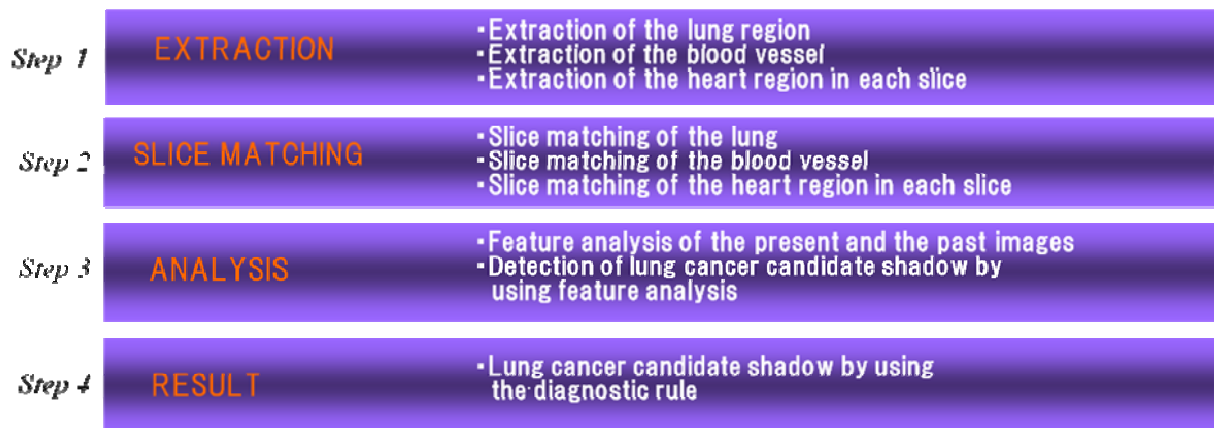 Step 1
EXTRACTION
-Extraction of the lung region
-Extraction of the blood vessel
-Extraction of the heart region in each slice
Step 2
SLICE MATCHING
-Slice matching of the lung
-Slice matching of the blood vessel
-Slice matching of the heart region in each slice
Step 3
ANALYSIS
-Feature analysis of the present and the past images
-Detection of lung cancer candidate shadow by
using feature analysis
Step 4
RESULT
-Lung cancer candidate shadow by using
the diagnostic rule